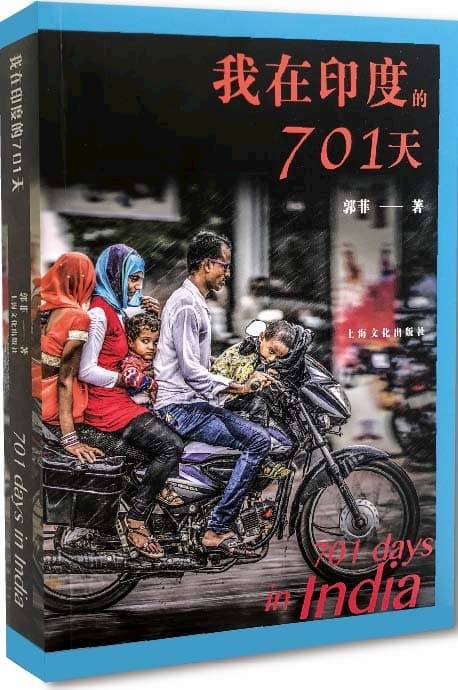 我在印度的
701天
郭菲 —— 著
上海文化出版社
701 days
in India
我在印度的701天
郭菲 —— 著
上海文化出版社
701 days in India